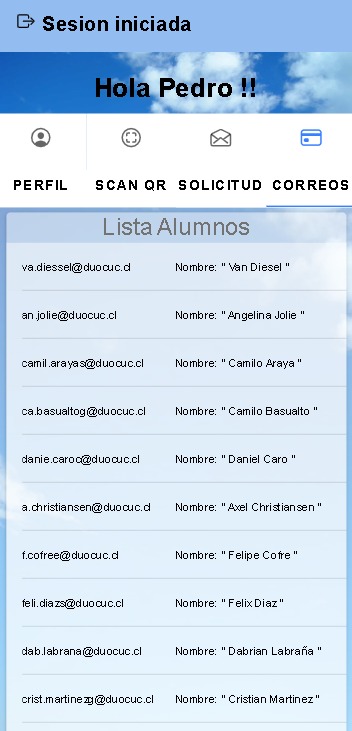 Sesion iniciada
Hola Pedro !!
PERFIL SCAN QR SOLICITUD CORREOS
Lista Alumnos
va.diessel@duocuc.cl Nombre: " Van Diesel "
an.jolie@duocuc.cl Nombre: " Angelina Jolie "
camil.arayas@duocuc.cl Nombre: " Camilo Araya "
ca.basualtog@duocuc.cl Nombre: " Camilo Basualto "
danie.caroc@duocuc.cl Nombre: " Daniel Caro "
a.christiansen@duocuc.cl Nombre: " Axel Christiansen "
f.cofree@duocuc.cl Nombre: " Felipe Cofre "
feli.diazs@duocuc.cl Nombre: " Felix Diaz "
dab.labrana@duocuc.cl Nombre: " Dabrian Labraña "
crist.martinezg@duocuc.cl Nombre: " Cristian Martinez "